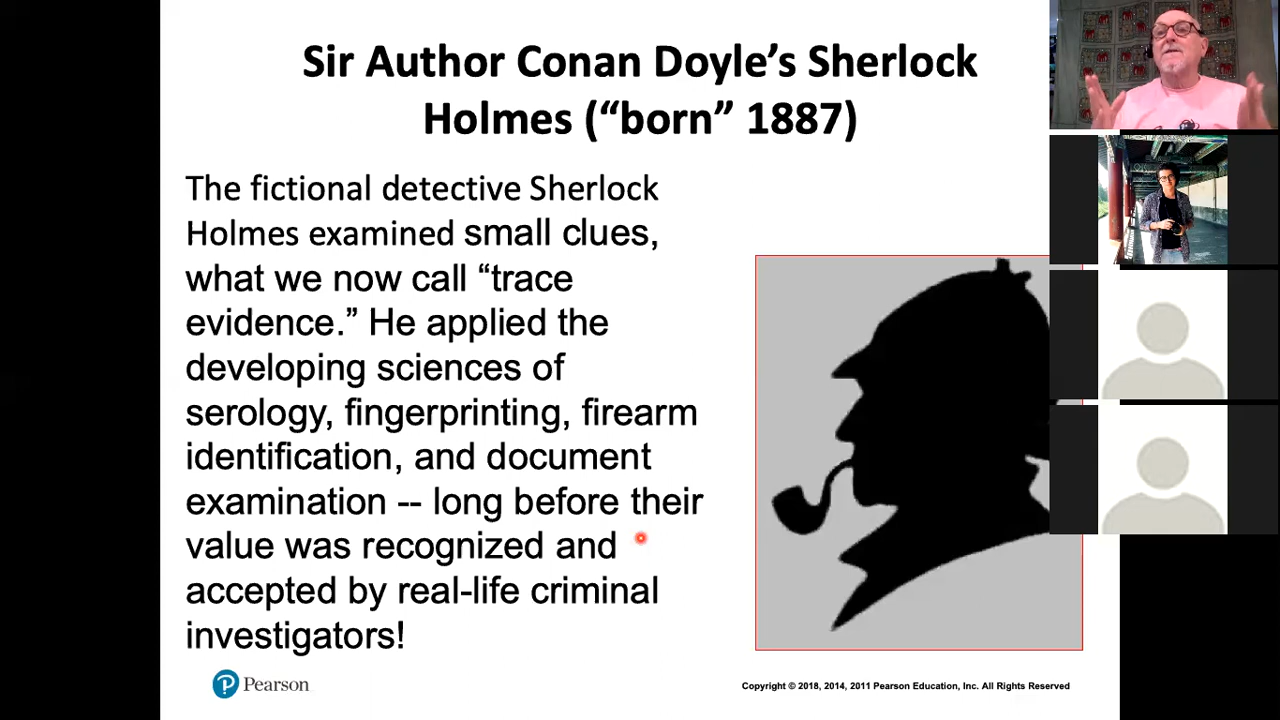 Sir Author Conan Doyle’s Sherlock
Holmes (“born” 1887)
The fictional detective Sherlock
Holmes examined small clues,
what we now call “trace
evidence.” He applied the
developing sciences of
serology, fingerprinting, firearm
identification, and document
examination -- long before their
value was recognized and
accepted by real-life criminal
investigators!
Pearson
Copyright © 2018, 2014, 2011 Pearson Education, Inc. All Rights Reserved